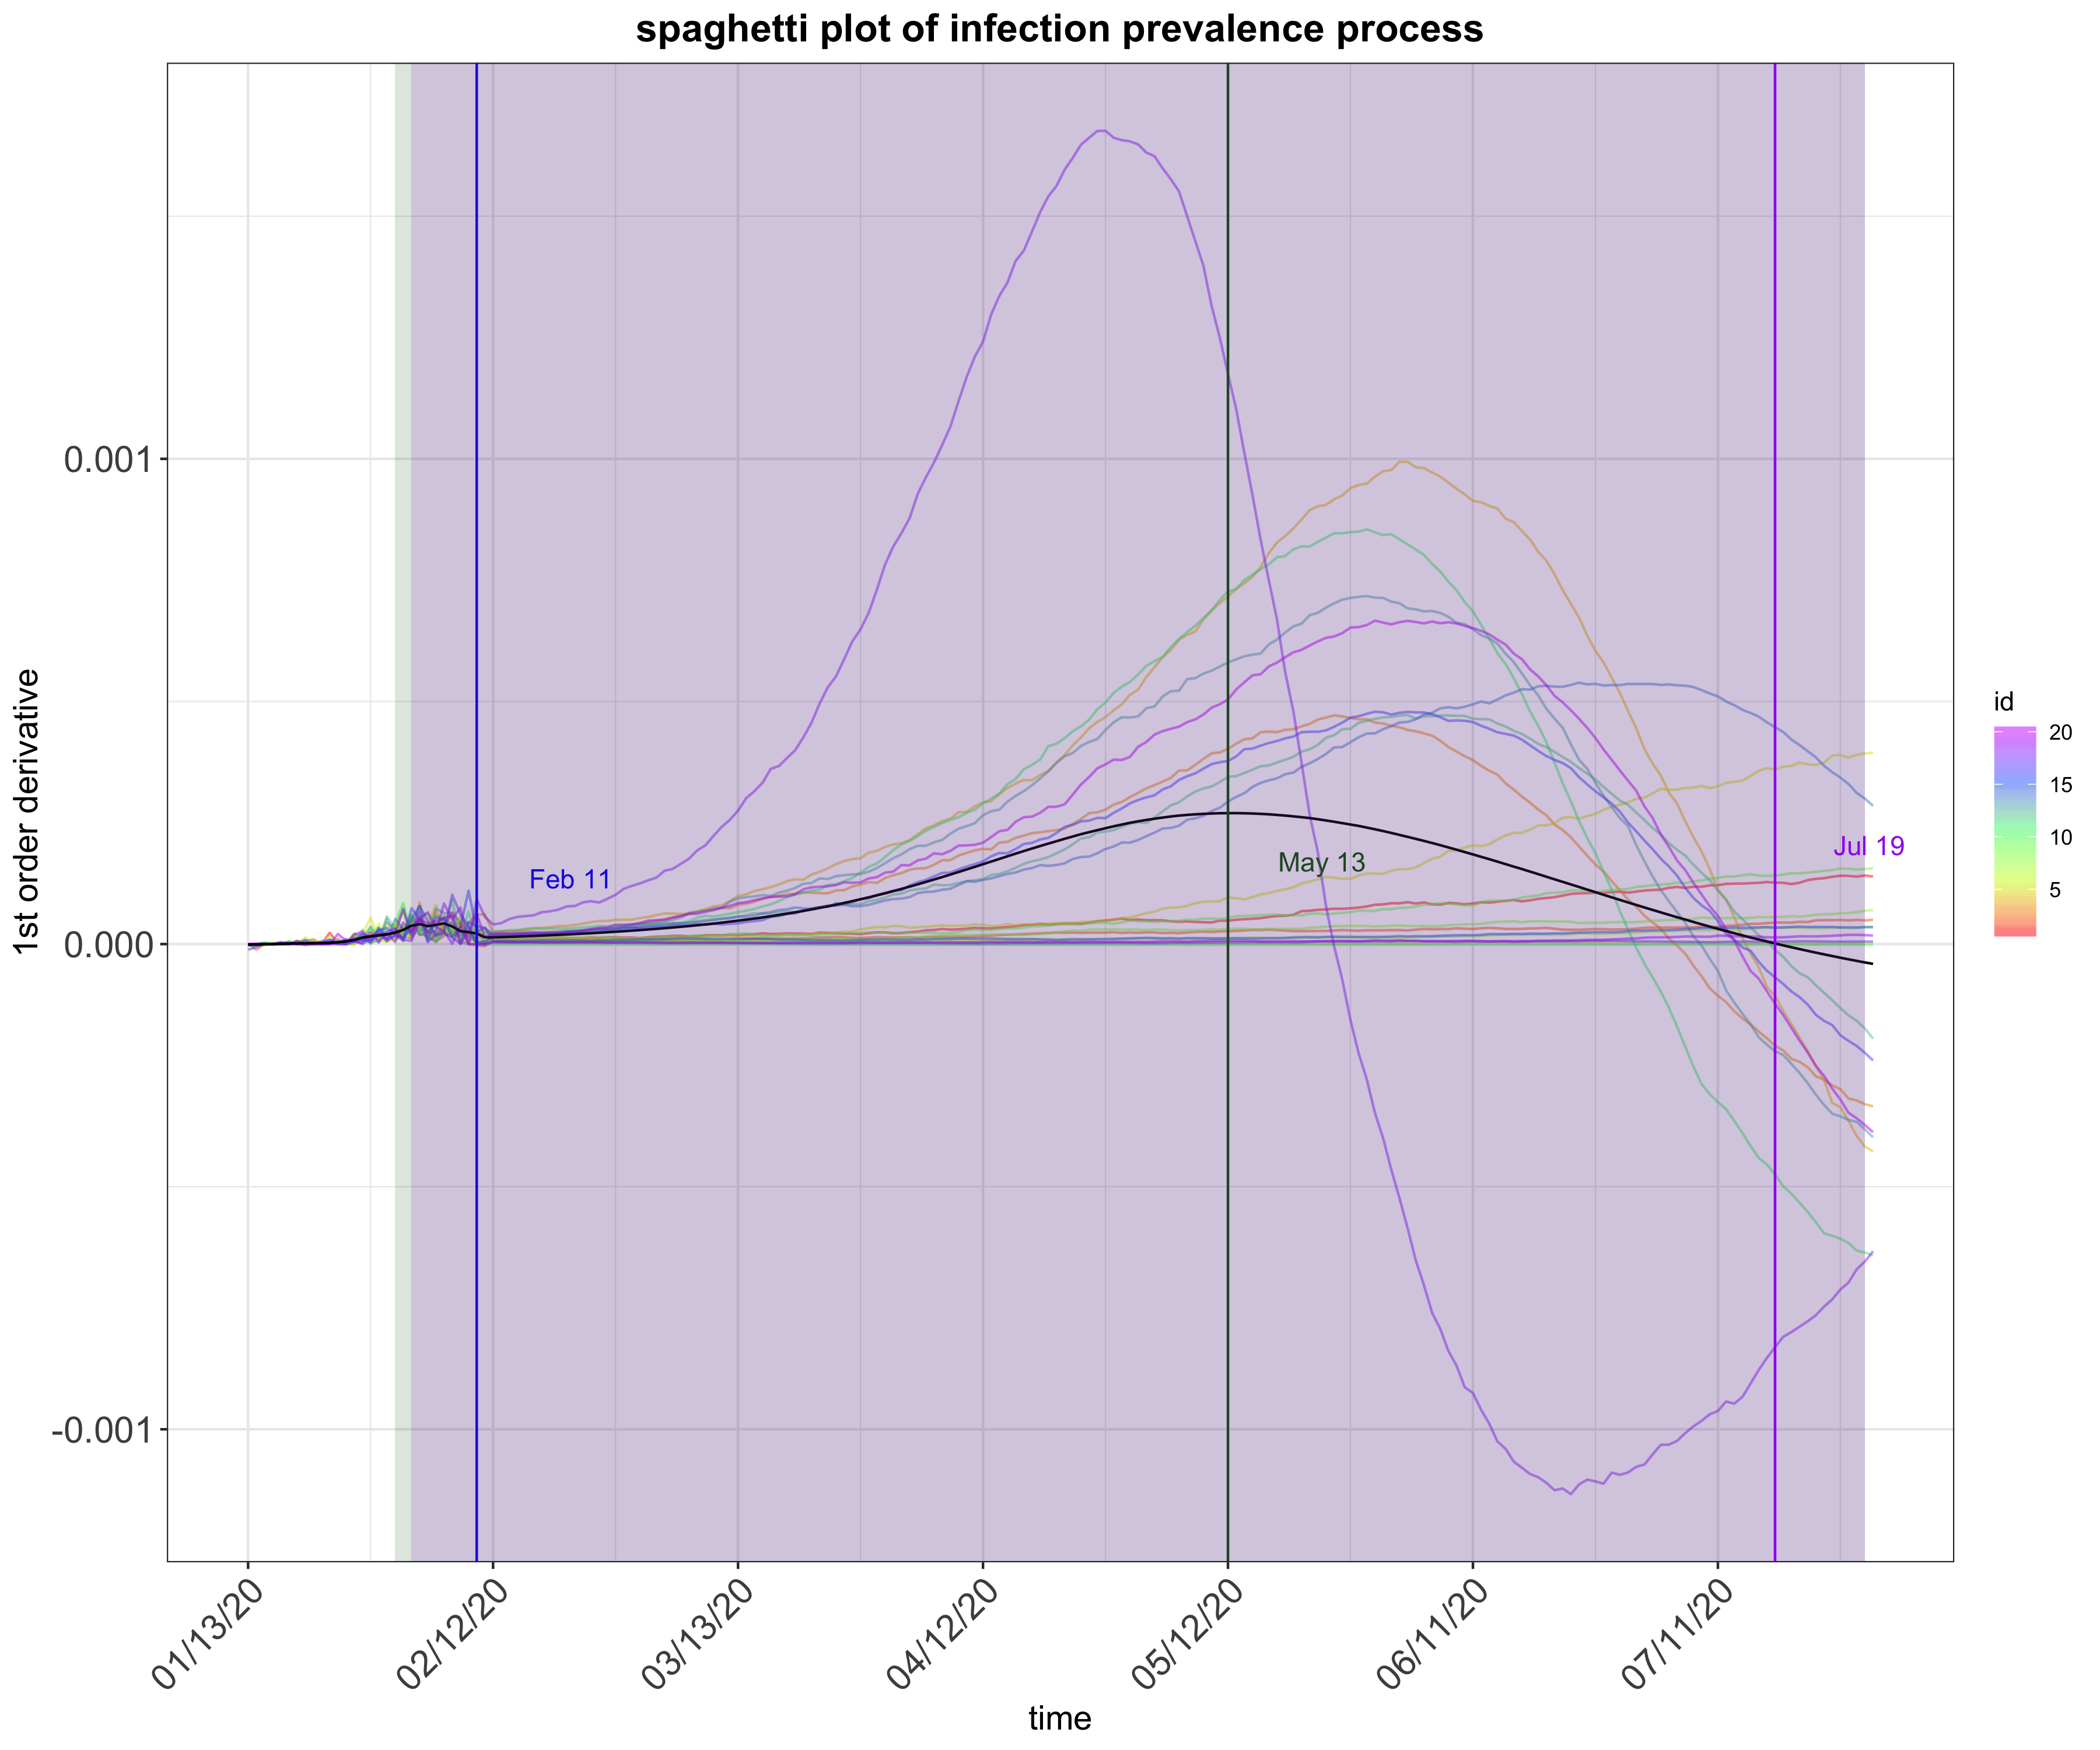 spaghetti plot of infection prevalence process
1st order derivative
0.001
0.000
-0.001
Feb 11
May 13
Jul 19
id
20
15
10
5
01/13/20
02/12/20
03/13/20
04/12/20
05/12/20
06/11/20
07/11/20
time